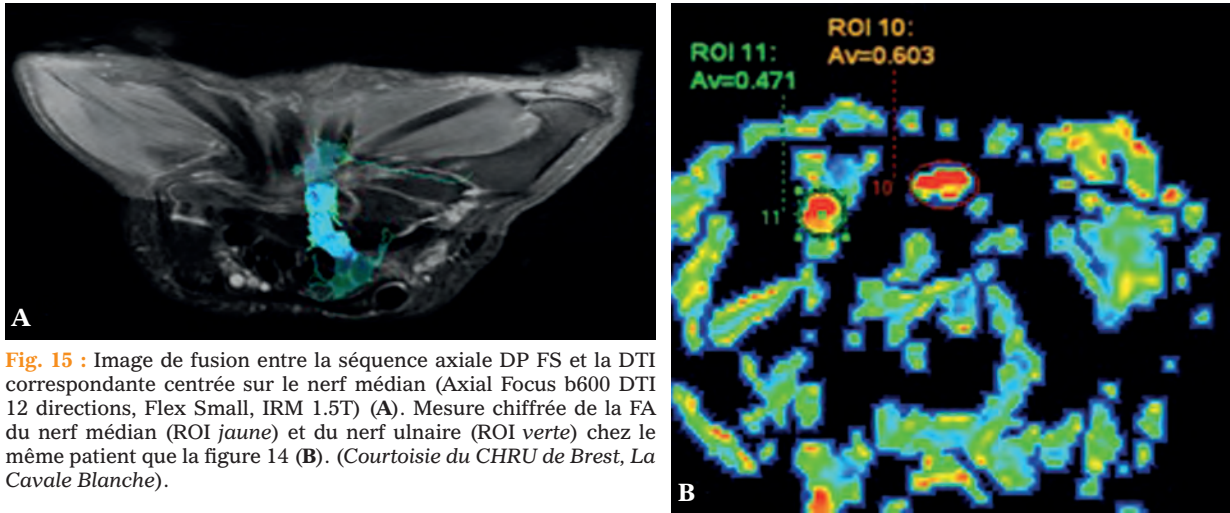 A
Fig. 15 : Image de fusion entre la séquence axiale DP FS et la DTI
correspondante centrée sur le nerf médian (Axial Focus b600 DTI
12 directions, Flex Small, IRM 1.5T) (A). Mesure chiffrée de la FA
du nerf médian (ROI jaune) et du nerf ulnaire (ROI verte) chez le
même patient que la figure 14 (B). (Courtoisie du CHRU de Brest, La
Cavale Blanche).
ROI 10:
Av=0.603
ROI 11:
Av=0.471
10
11
B